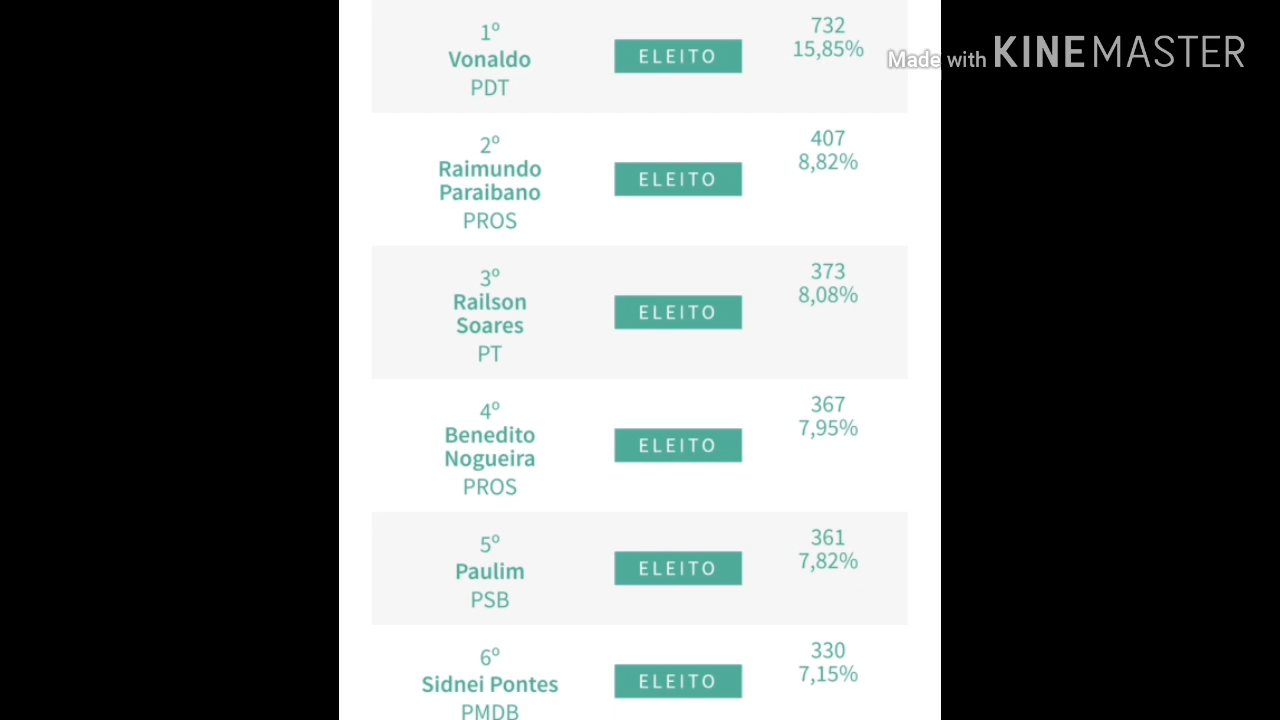 1º
Vonaldo
PDT
ELEITO
732
15,85%
Made with KINEMASTER
2º
Raimundo
Paraibano
PROS
ELEITO
407
8,82%
3º
Railson
Soares
PT
ELEITO
373
8,08%
4º
Benedito
Nogueira
PROS
ELEITO
367
7,95%
5º
Paulim
PSB
ELEITO
361
7,82%
6º
Sidnei Pontes
PMDB
ELEITO
330
7,15%